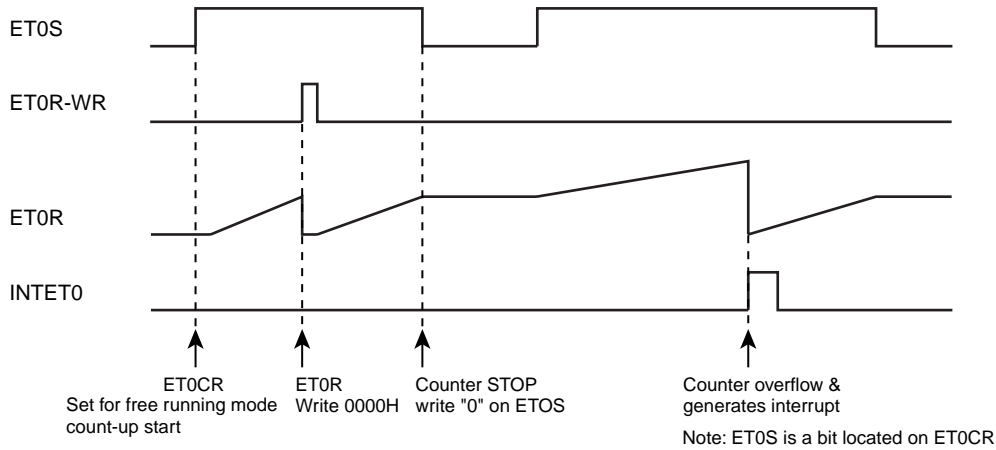 ET0S
ET0R-WR
ET0R
INTET0
ET0CR
Set for free running mode
count-up start
ET0R
Write 0000H
Counter STOP
write "0" on ETOS
Counter overflow &
generates interrupt
Note: ET0S is a bit located on ET0CR